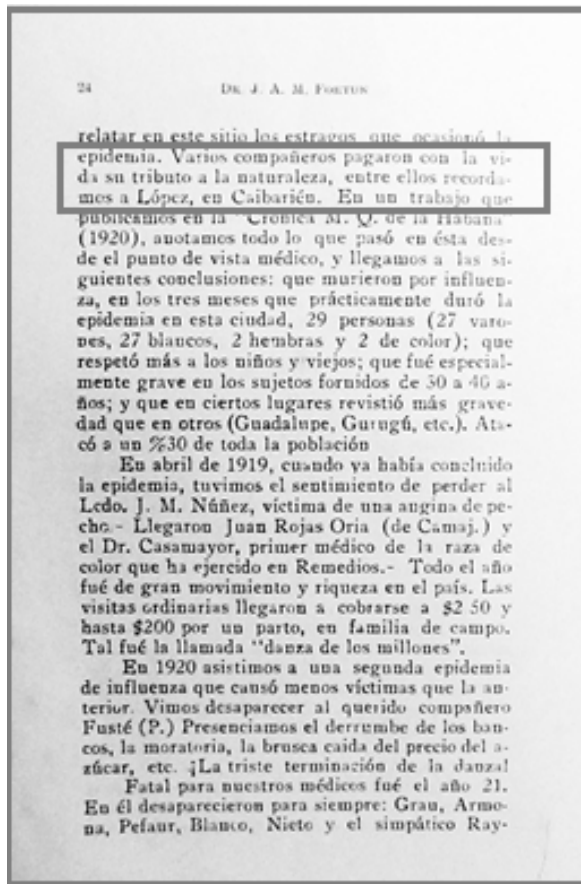 24
DR. J. A. M. FORTUN
relatar en este sitio los estragos que ocasionó la
epidemia. Varios compañeros pagaron con la vi-
da su tributo a la naturaleza, entre ellos recorda-
mos a López, en Caibarién. En un trabajo que
publicamos en la "Crónica M. Q. de la Habana"
(1920), anotamos todo lo que pasó en ésta des-
de el punto de vista médico, y llegamos a las si-
guientes conclusiones: que murieron por influen-
za, en los tres meses que prácticamente duró la
epidemia en esta ciudad, 29 personas (27 varo-
nes, 27 blancos, 2 hembras y 2 de color); que
respetó más a los niños y viejos; que fué especial-
mente grave en los sujetos fornidos de 30 a 40 a-
ños; y que en ciertos lugares revistió más grave-
dad que en otros (Guadalupe, Gurugú, etc.). Ata-
có a un %30 de toda la población
En abril de 1919, cuando ya había concluido
la epidemia, tuvimos el sentimiento de perder al
Lcdo. J. M. Núñez, víctima de una angina de pe-
cho.- Llegaron Juan Rojas Oria (de Camaj.) y
el Dr. Casamayor, primer médico de la raza de
color que ha ejercido en Remedios.- Todo el año
fué de gran movimiento y riqueza en el país. Las
visitas ordinarias llegaron a cobrarse a $2 50 y
hasta $200 por un parto, en familia de campo.
Tal fué la llamada "danza de los millones".
En 1920 asistimos a una segunda epidemia
de influenza que causó menos víctimas que la an-
terior. Vimos desaparecer al querido compañero
Fusté (P.) Presenciamos el derrumbe de los ban-
cos, la moratoria, la brusca caida del precio del a-
zúcar, etc. ¡La triste terminación de la danza!
Fatal para nuestros médicos fué el año 21.
En él desaparecieron para siempre: Grau, Armo-
na, Pefaur, Blanco, Nieto y el simpático Ray-